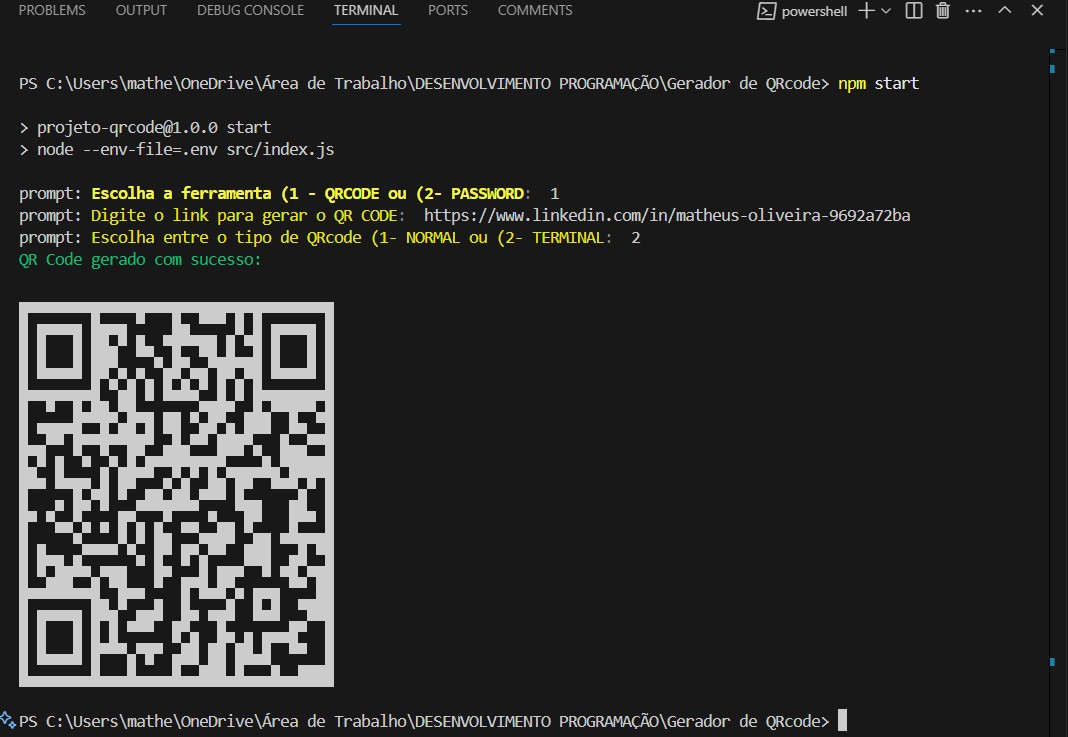 PROBLEMS OUTPUT DEBUG CONSOLE TERMINAL PORTS COMMENTS powershell
PS C:\Users\mathe\OneDrive\Área de Trabalho\DESENVOLVIMENTO PROGRAMAÇÃO\Gerador de QRcode> npm start
> projeto-qrcode@1.0.0 start
> node --env-file=.env src/index.js
prompt: Escolha a ferramenta (1 - QRCODE ou (2- PASSWORD: 1
prompt: Digite o link para gerar o QR CODE: https://www.linkedin.com/in/matheus-oliveira-9692a72ba
prompt: Escolha entre o tipo de QRcode (1- NORMAL ou (2- TERMINAL: 2
QR Code gerado com sucesso:
PS C:\Users\mathe\OneDrive\Área de Trabalho\DESENVOLVIMENTO PROGRAMAÇÃO\Gerador de QRcode>